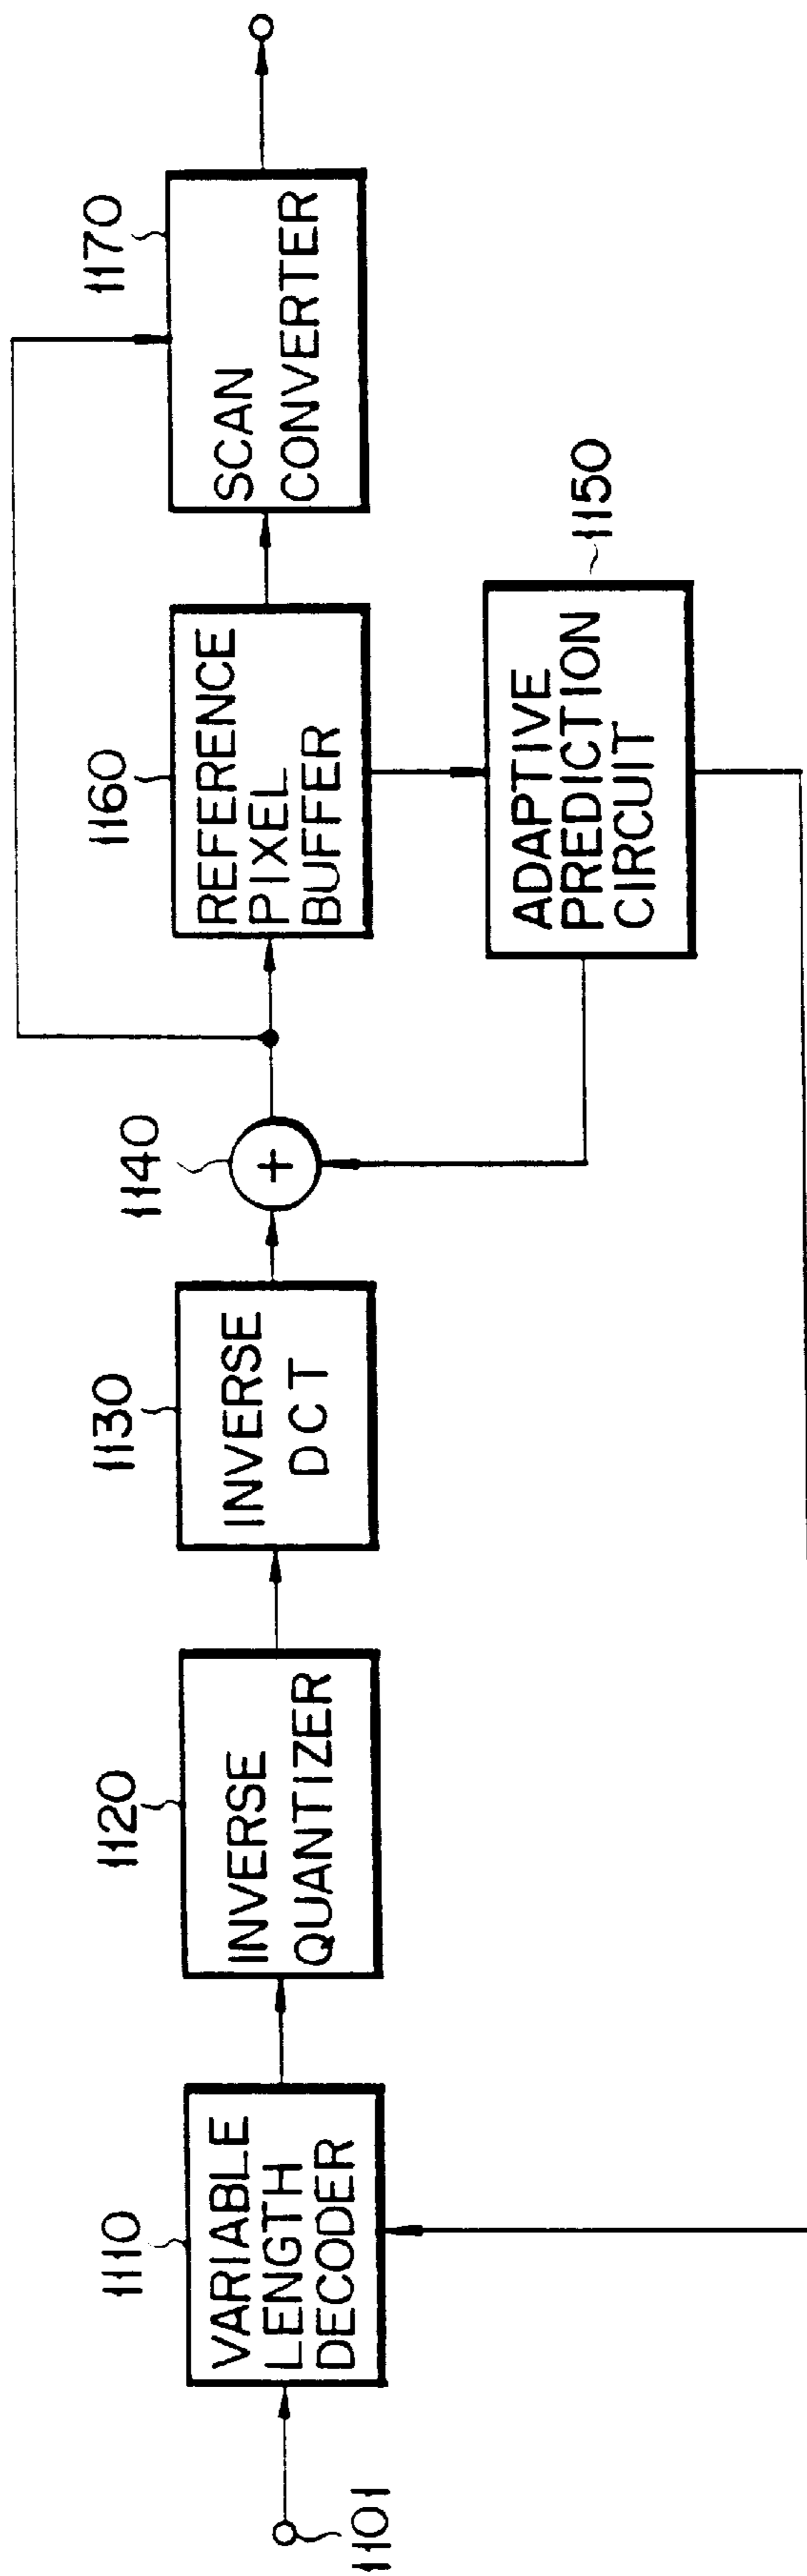 1101
1110
VARIABLE
LENGTH
DECODER
1120
INVERSE
QUANTIZER
1130
INVERSE
DCT
1140
+
1160
REFERENCE
PIXEL
BUFFER
1150
ADAPTIVE
PREDICTION
CIRCUIT
1170
SCAN
CONVERTER